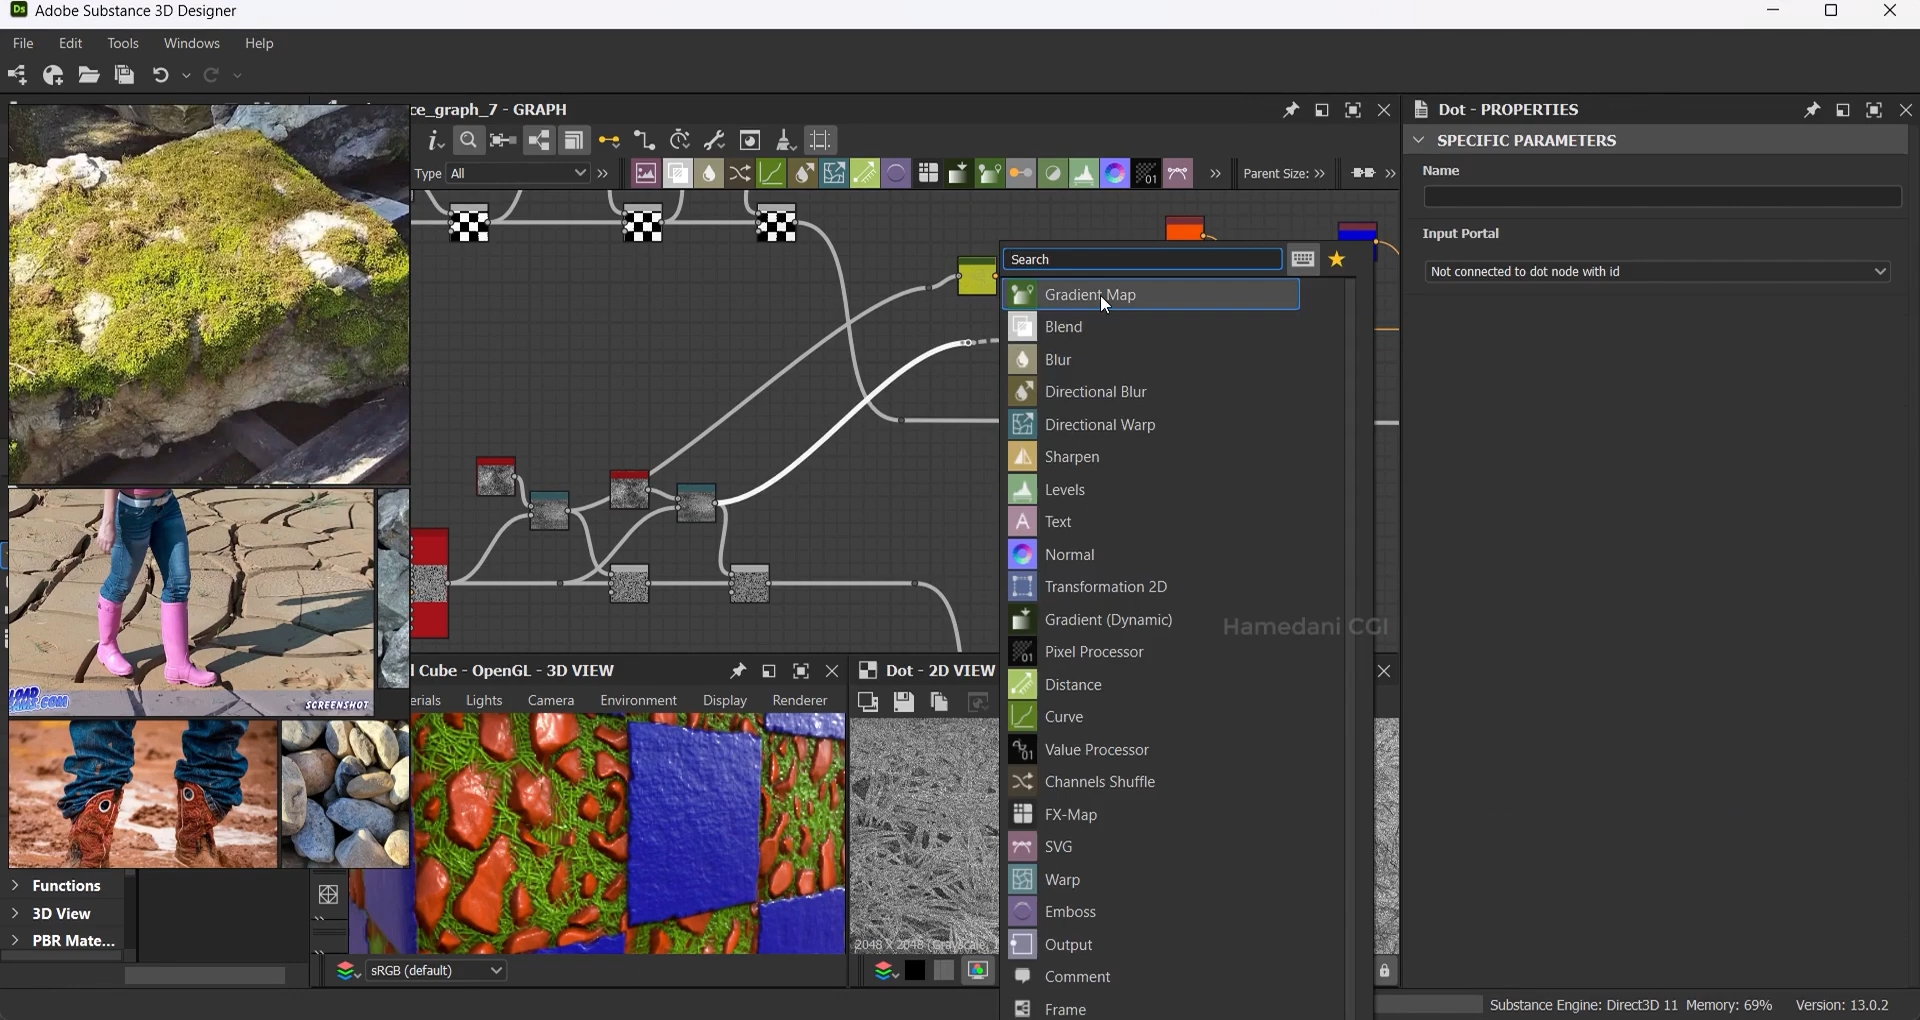 Ds Adobe Substance 3D Designer
File Edit Tools Windows Help
ce_graph_7 - GRAPH
Type All
Parent Size:
Dot - PROPERTIES
SPECIFIC PARAMETERS
Name
Input Portal
Not connected to dot node with id
Search
Gradient Map
Blend
Blur
Directional Blur
Directional Warp
Sharpen
Levels
Text
Normal
Transformation 2D
Gradient (Dynamic)
Pixel Processor
Distance
Curve
Value Processor
Channels Shuffle
FX-Map
SVG
Warp
Emboss
Output
Comment
Frame
Hamedani CGI
l Cube - OpenGL - 3D VIEW
erials Lights Camera Environment Display Renderer
Dot - 2D VIEW
2048 x 2048 (Grayscale,
SCREENSHOT
Functions
3D View
PBR Mate...
sRGB (default)
Substance Engine: Direct3D 11 Memory: 69% Version: 13.0.2